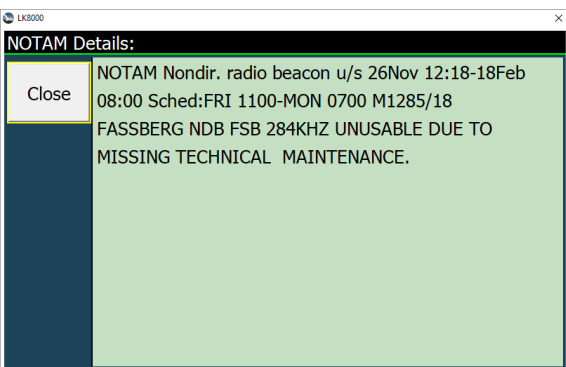 LK8000
NOTAM Details:
Close
NOTAM Nondir. radio beacon u/s 26Nov 12:18-18Feb
08:00 Sched:FRI 1100-MON 0700 M1285/18
FASSBERG NDB FSB 284KHZ UNUSABLE DUE TO
MISSING TECHNICAL  MAINTENANCE.